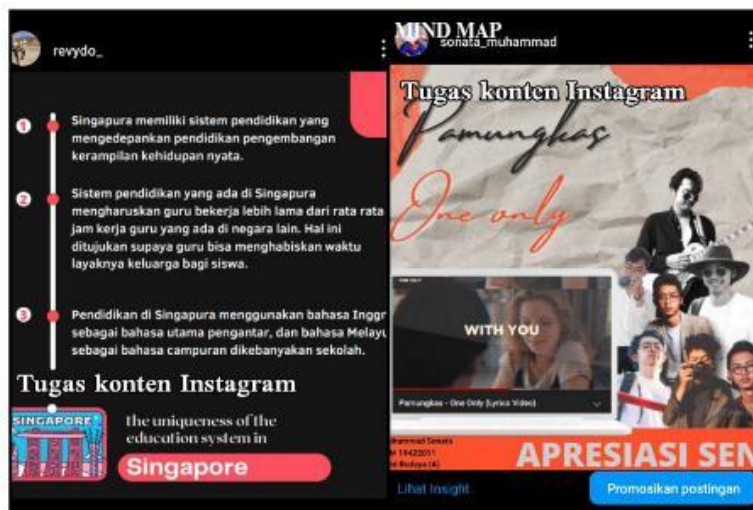 revydo_
1
Singapura memiliki sistem pendidikan yang
mengedepankan pendidikan pengembangan
kerampilan kehidupan nyata.
2
Sistem pendidikan yang ada di Singapura
mengharuskan guru bekerja lebih lama dari rata rata
jam kerja guru yang ada di negara lain. Hal ini
ditujukan supaya guru bisa menghabiskan waktu
layaknya keluarga bagi siswa.
3
Pendidikan di Singapura menggunakan bahasa Inggr
sebagai bahasa utama pengantar, dan bahasa Melayu
sebagai bahasa campuran dikebanyakan sekolah.
Tugas konten Instagram
SINGAPORE
the uniqueness of the
education system in
Singapore
MIND MAP
sonata_muhammad
Tugas konten Instagram
Pamungkas
One only
WITH YOU
Pamungkas - One Only (Lyrics Video)
APRESIASI SEN
Lihat Insight
Promosikan postingan